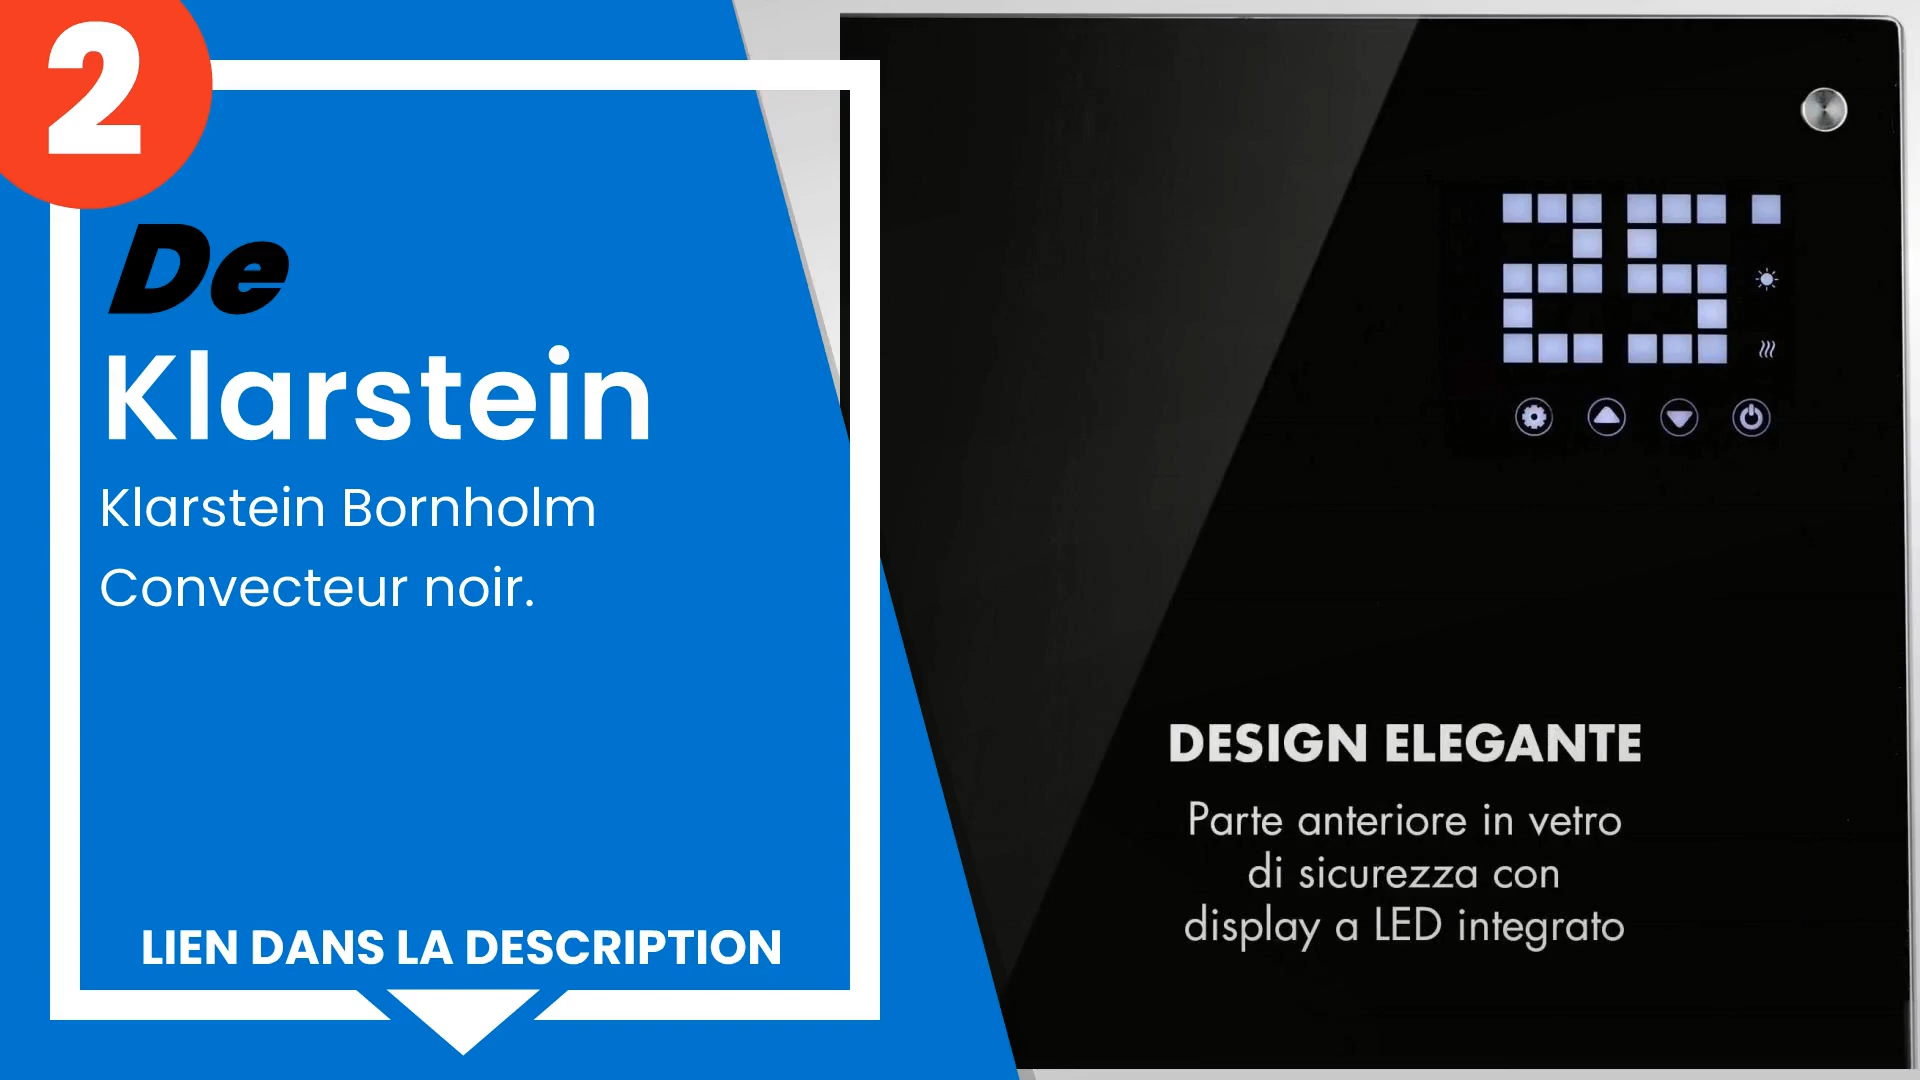 2
De
Klarstein
Klarstein Bornholm
Convecteur noir.
LIEN DANS LA DESCRIPTION
25°
DESIGN ELEGANTE
Parte anteriore in vetro
di sicurezza con
display a LED integrato